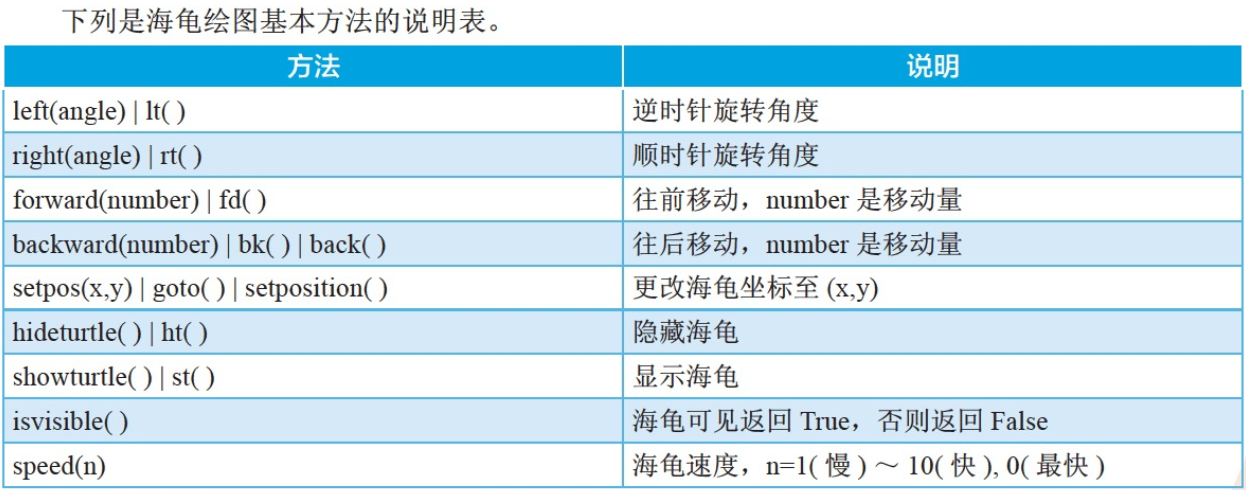 下列是海龟绘图基本方法的说明表。
方法 说明
left(angle) | lt( ) 逆时针旋转角度
right(angle) | rt( ) 顺时针旋转角度
forward(number) | fd( ) 往前移动，number 是移动量
backward(number) | bk( ) | back( ) 往后移动，number 是移动量
setpos(x,y) | goto( ) | setposition( ) 更改海龟坐标至 (x,y)
hideturtle( ) | ht( ) 隐藏海龟
showturtle( ) | st( ) 显示海龟
isvisible( ) 海龟可见返回 True，否则返回 False
speed(n) 海龟速度，n=1( 慢 ) ～ 10( 快 ), 0( 最快 )